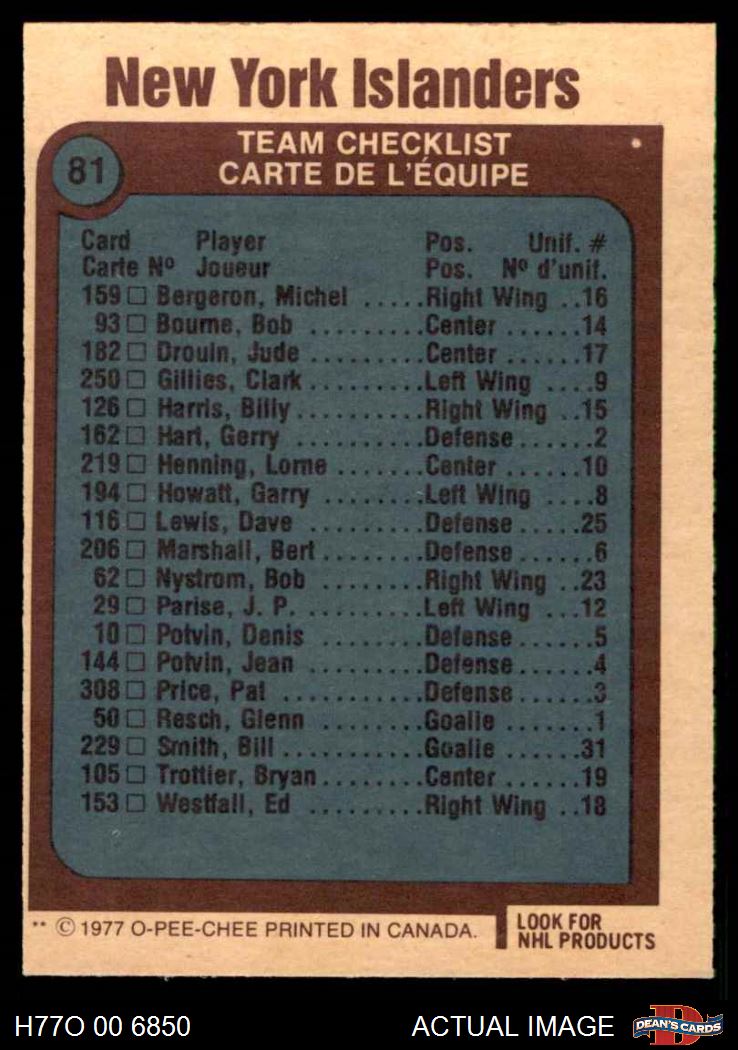 New York Islanders
81
TEAM CHECKLIST
CARTE DE L'ÉQUIPE
Card Player Pos. Unif. #
Carte Nº Joueur Pos. Nº d'unif.
159 □ Bergeron, Michel .....Right Wing ..16
93 □ Bourne, Bob .........Center ......14
182 □ Drouin, Jude .........Center ......17
250 □ Gillies, Clark .........Left Wing ....9
126 □ Harris, Billy..........Right Wing ..15
162 □ Hart, Gerry ..........Defense......2
219 □ Henning, Lorne .......Center ......10
194 □ Howatt, Garry ........Left Wing ....8
116 □ Lewis, Dave .........Defense.....25
206 □ Marshall, Bert ........Defense......6
62 □ Nystrom, Bob ........Right Wing ..23
29 □ Parise, J. P. .........Left Wing ...12
10 □ Potvin, Denis ........Defense......5
144 □ Potvin, Jean .........Defense......4
308 □ Price, Pat ...........Defense......3
50 □ Resch, Glenn ........Goalie .......1
229 □ Smith, Bill ...........Goalie ......31
105 □ Trottier, Bryan........Center ......19
153 □ Westfall, Ed .........Right Wing ..18
** © 1977 O-PEE-CHEE PRINTED IN CANADA.
LOOK FOR
NHL PRODUCTS
H77O 00 6850 ACTUAL IMAGE
D
DEAN'S CARDS